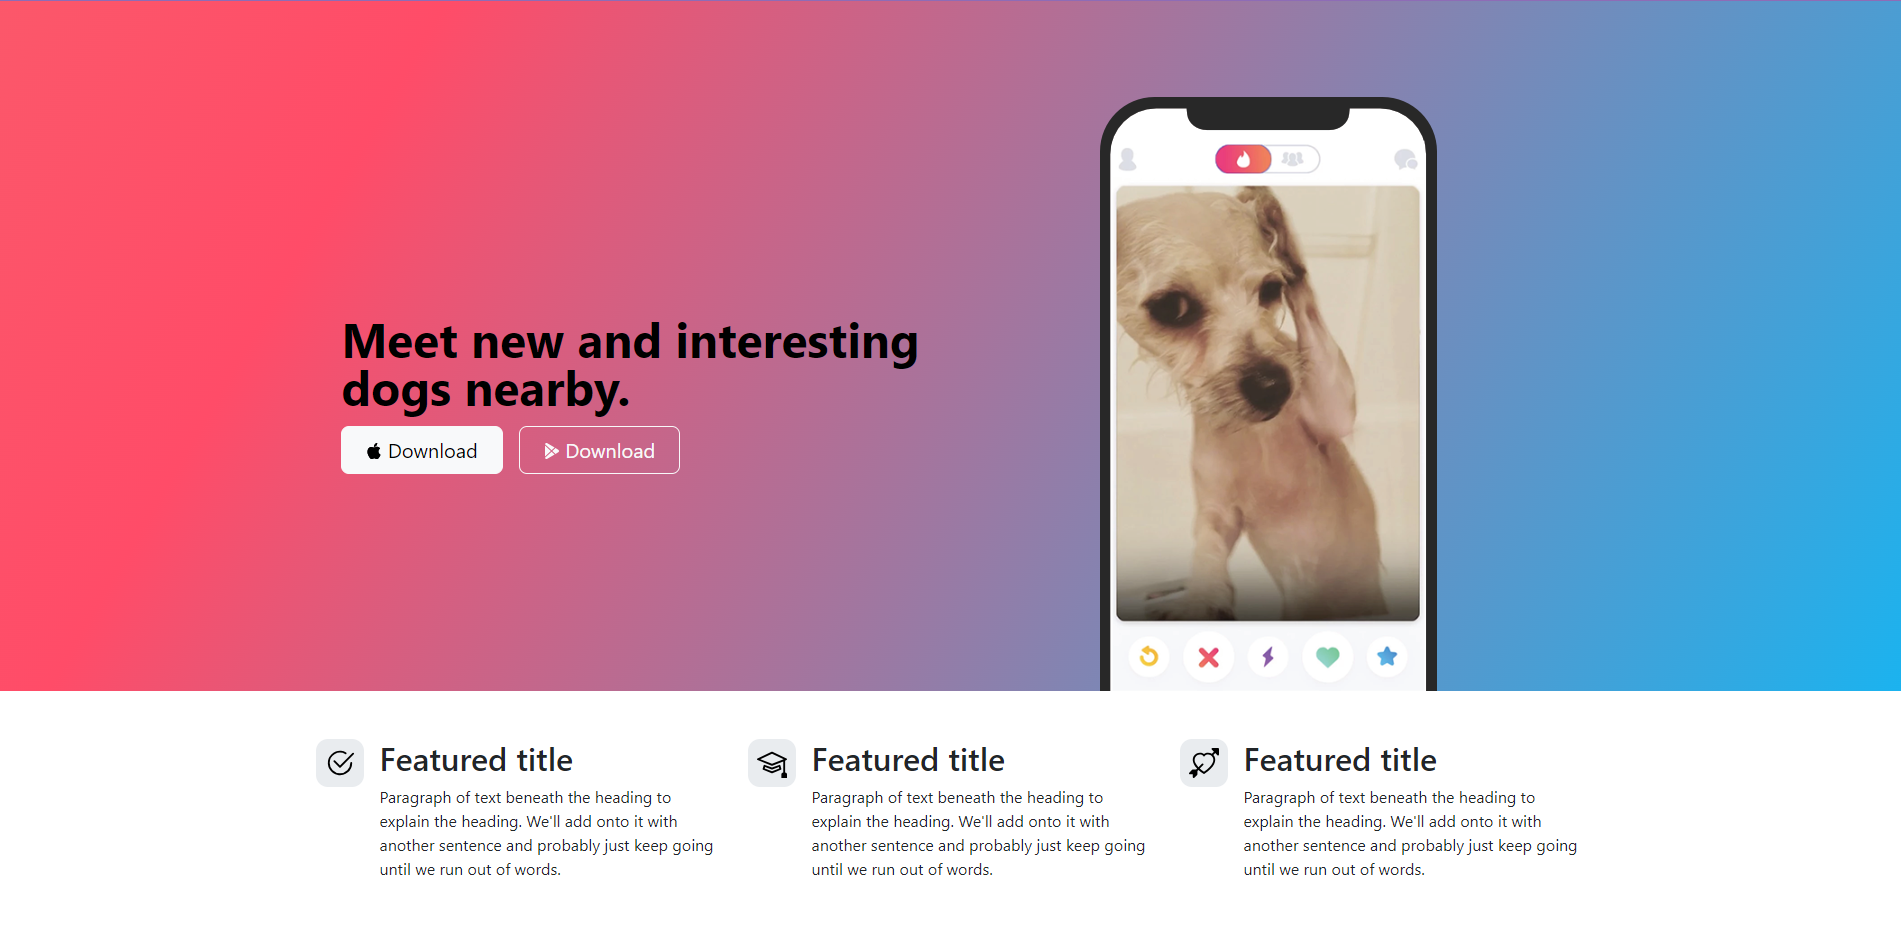 Meet new and interesting
dogs nearby.
Download
Download
Featured title
Paragraph of text beneath the heading to
explain the heading. We'll add onto it with
another sentence and probably just keep going
until we run out of words.
Featured title
Paragraph of text beneath the heading to
explain the heading. We'll add onto it with
another sentence and probably just keep going
until we run out of words.
Featured title
Paragraph of text beneath the heading to
explain the heading. We'll add onto it with
another sentence and probably just keep going
until we run out of words.